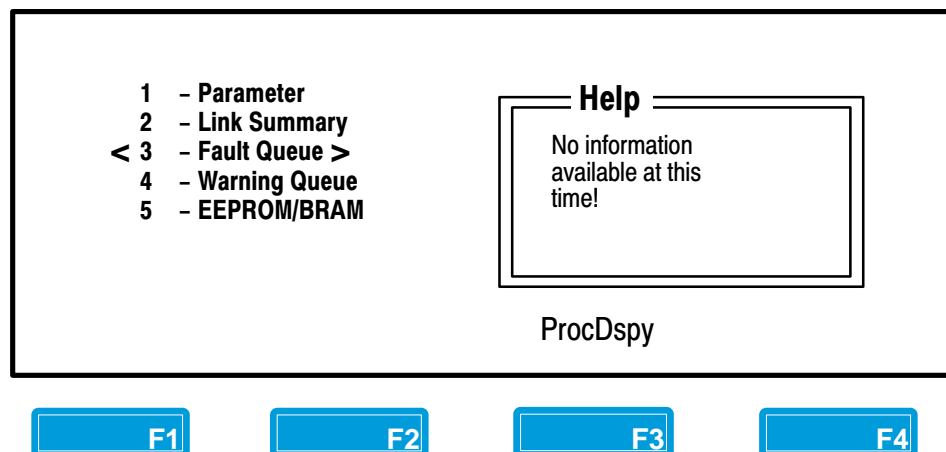 1 – Parameter
2 – Link Summary
< 3 – Fault Queue >
4 – Warning Queue
5 – EEPROM/BRAM
Help
No information
available at this
time!
ProcDspy
F1 F2 F3 F4